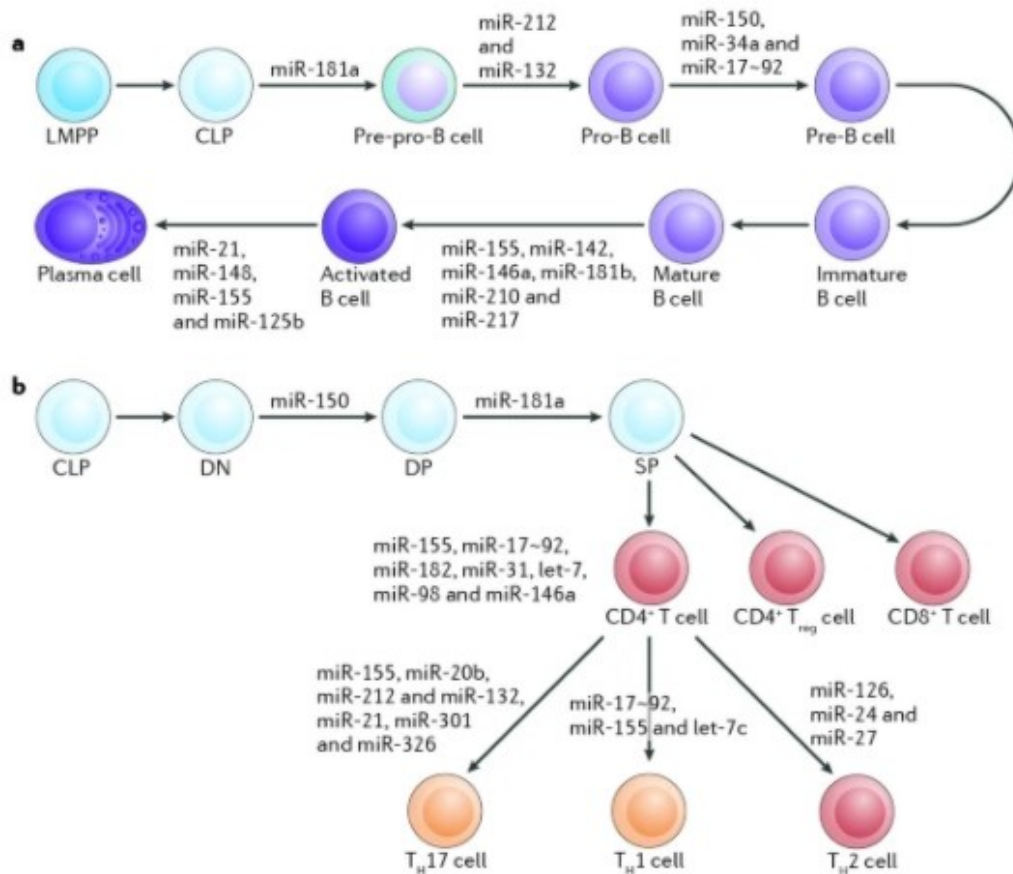 a
LMPP
CLP
miR-181a
Pre-pro-B cell
miR-212
and
miR-132
Pro-B cell
miR-150,
miR-34a and
miR-17~92
Pre-B cell
Plasma cell
miR-21,
miR-148,
miR-155
and miR-125b
Activated
B cell
miR-155, miR-142,
miR-146a, miR-181b,
miR-210 and
miR-217
Mature
B cell
Immature
B cell
b
CLP
DN
miR-150
DP
miR-181a
SP
miR-155, miR-17~92,
miR-182, miR-31, let-7,
miR-98 and miR-146a
CD4⁺ T cell
CD4⁺ T_reg cell
CD8⁺ T cell
miR-155, miR-20b,
miR-212 and miR-132,
miR-21, miR-301
and miR-326
miR-17~92,
miR-155 and let-7c
miR-126,
miR-24 and
miR-27
T_H17 cell
T_H1 cell
T_H2 cell